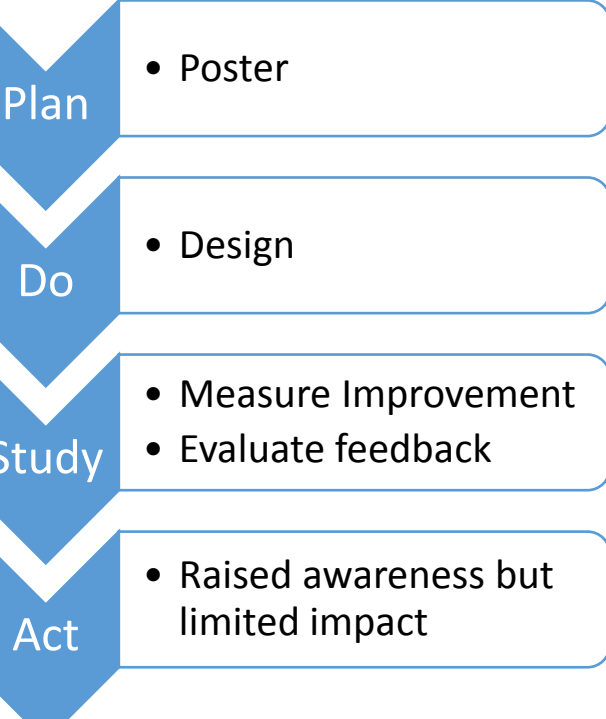 Plan
• Poster
Do
• Design
Study
• Measure Improvement
• Evaluate feedback
Act
• Raised awareness but
limited impact